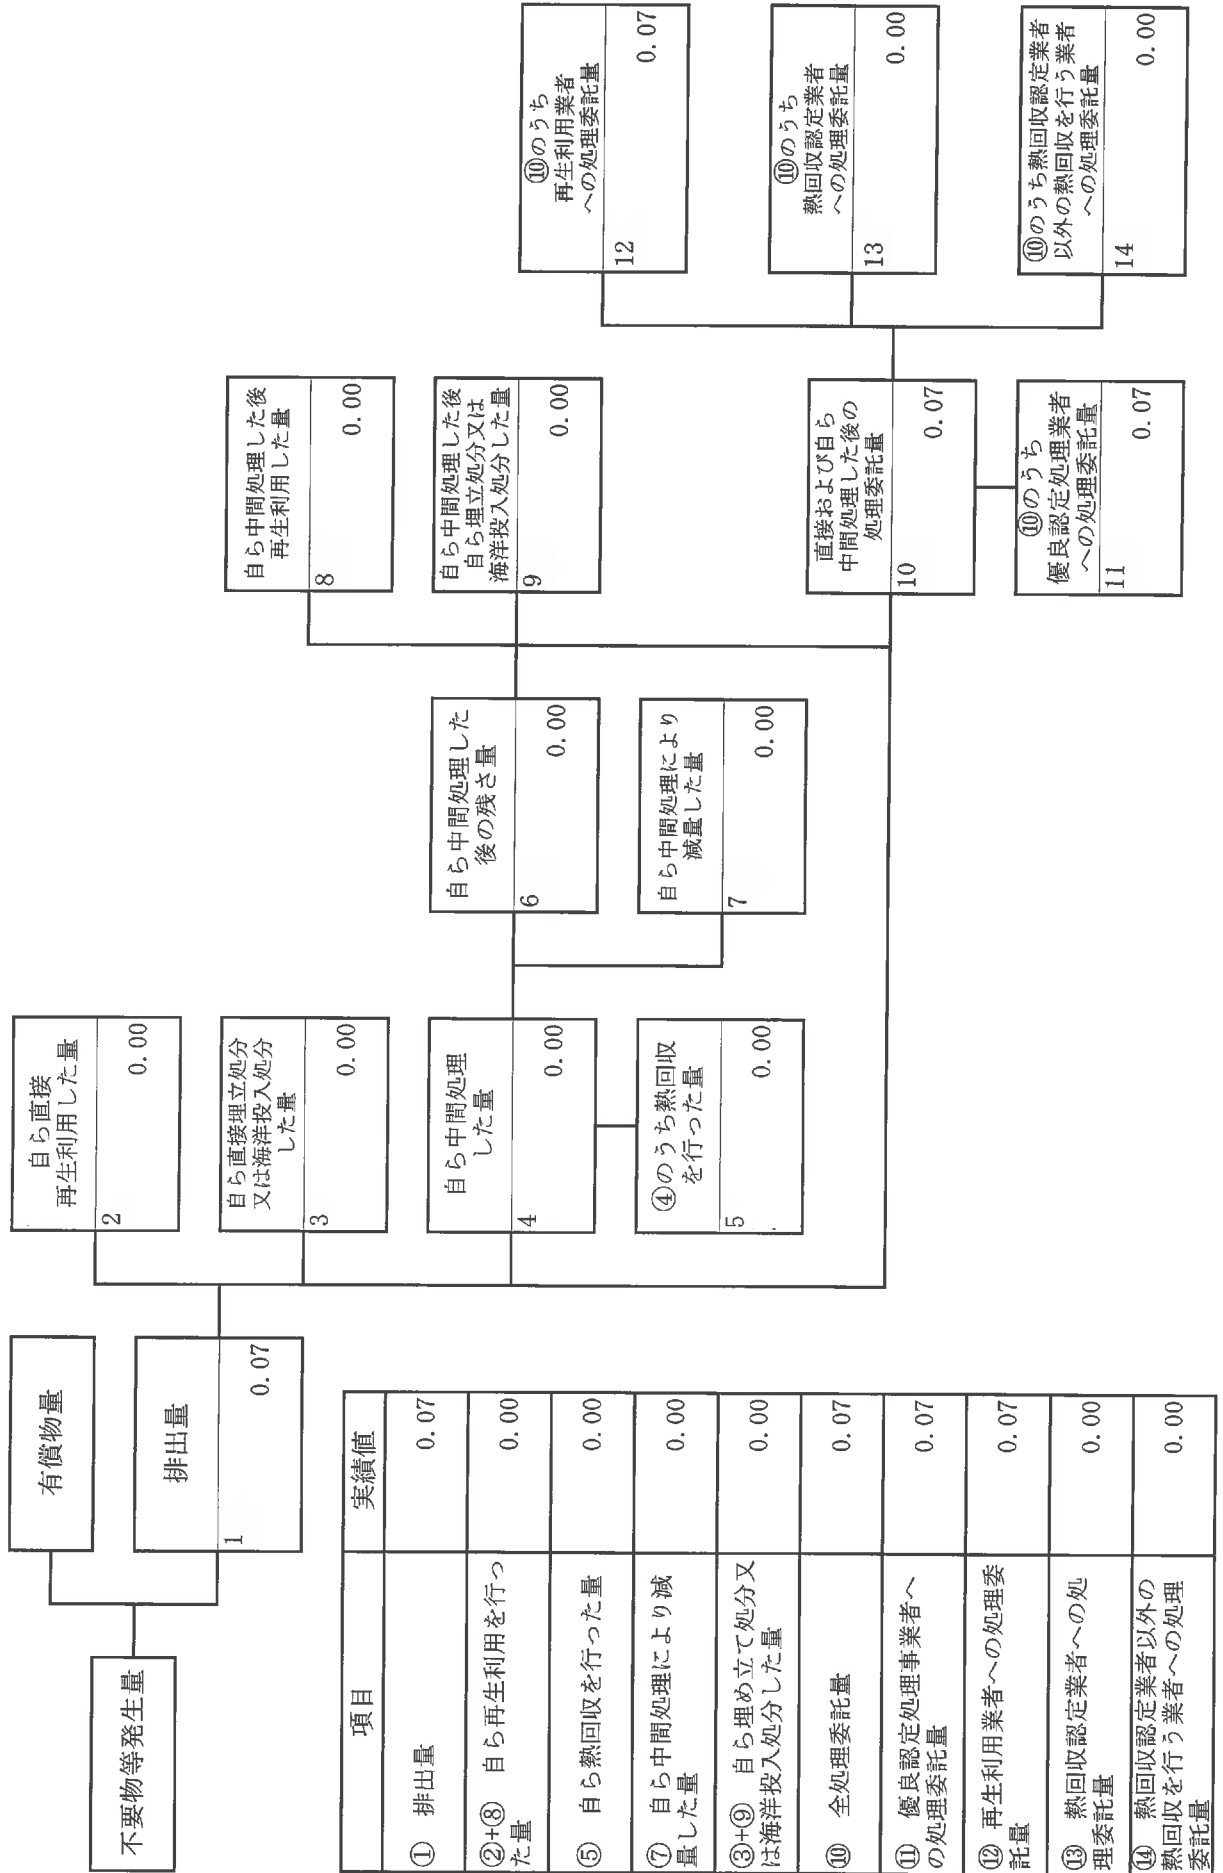 不要物等発生量
有償物量
排出量
1
0.07
自ら直接
再生利用した量
2
0.00
自ら直接埋立処分
又は海洋投入処分
した量
3
0.00
自ら中間処理
した量
4
0.00
④のうち熱回収
を行った量
5
0.00
自ら中間処理した
後の残さ量
6
0.00
自ら中間処理により
減量した量
7
0.00
自ら中間処理した後
再生利用した量
8
0.00
自ら中間処理した後
自ら埋立処分又は
海洋投入処分した量
9
0.00
直接および自ら
中間処理した後の
処理委託量
10
0.07
⑩のうち
優良認定処理業者
への処理委託量
11
0.07
⑩のうち
再生利用業者
への処理委託量
12
0.07
⑩のうち
熱回収認定業者
への処理委託量
13
0.00
⑩のうち熱回収認定業者
以外の熱回収を行う業者
への処理委託量
14
0.00
項目 実績値
① 排出量 0.07
②+⑧ 自ら再生利用を行っ
た量 0.00
⑤ 自ら熱回収を行った量 0.00
⑦ 自ら中間処理により減
量した量 0.00
③+⑨ 自ら埋め立て処分又
は海洋投入処分した量 0.00
⑩ 全処理委託量 0.07
⑪ 優良認定処理事業者へ
の処理委託量 0.07
⑫ 再生利用業者への処理委
託量 0.07
⑬ 熱回収認定業者への処
理委託量 0.00
⑭ 熱回収認定業者以外の
熱回収を行う業者への処理
委託量 0.00